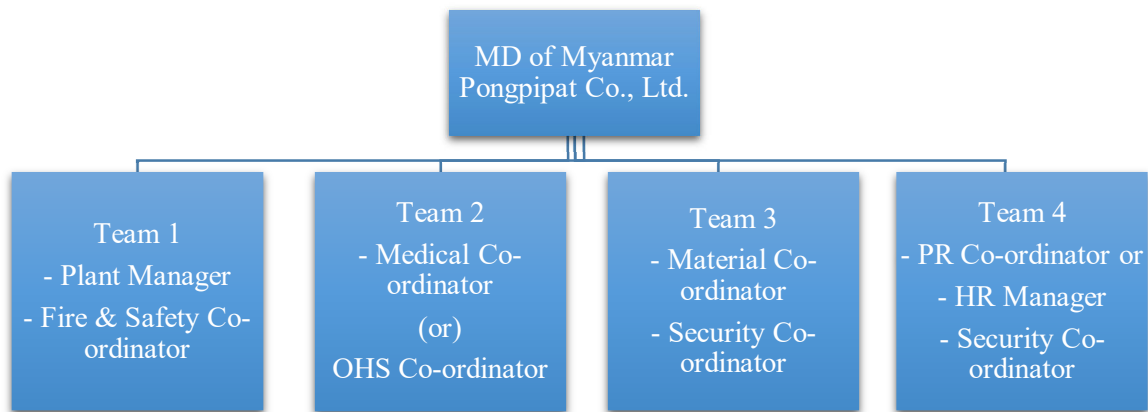 MD of Myanmar
Pongpipat Co., Ltd.
Team 1
- Plant Manager
- Fire & Safety Co-
ordinator
Team 2
- Medical Co-
ordinator
(or)
OHS Co-ordinator
Team 3
- Material Co-
ordinator
- Security Co-
ordinator
Team 4
- PR Co-ordinator or
- HR Manager
- Security Co-
ordinator